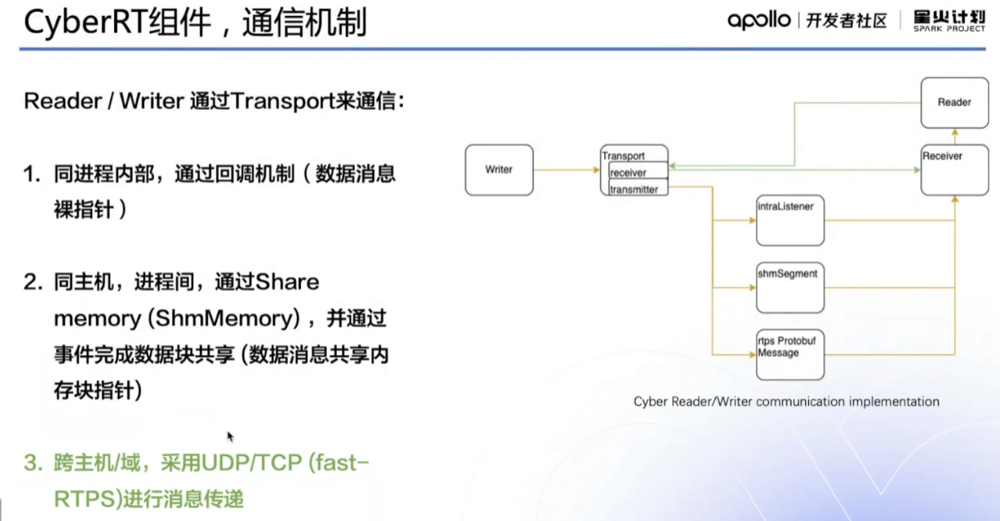 CyberRT组件，通信机制
apollo | 开发者社区 | 星火计划
SPARK PROJECT
Reader / Writer 通过Transport来通信：
1. 同进程内部，通过回调机制（数据消息
裸指针）
2. 同主机，进程间，通过Share
memory (ShmMemory)，并通过
事件完成数据块共享 (数据消息共享内
存块指针)
3. 跨主机/域，采用UDP/TCP (fast-
RTPS)进行消息传递
Reader
Writer
Transport
receiver
transmitter
Receiver
intraListener
shmSegment
rtps Protobuf
Message
Cyber Reader/Writer communication implementation